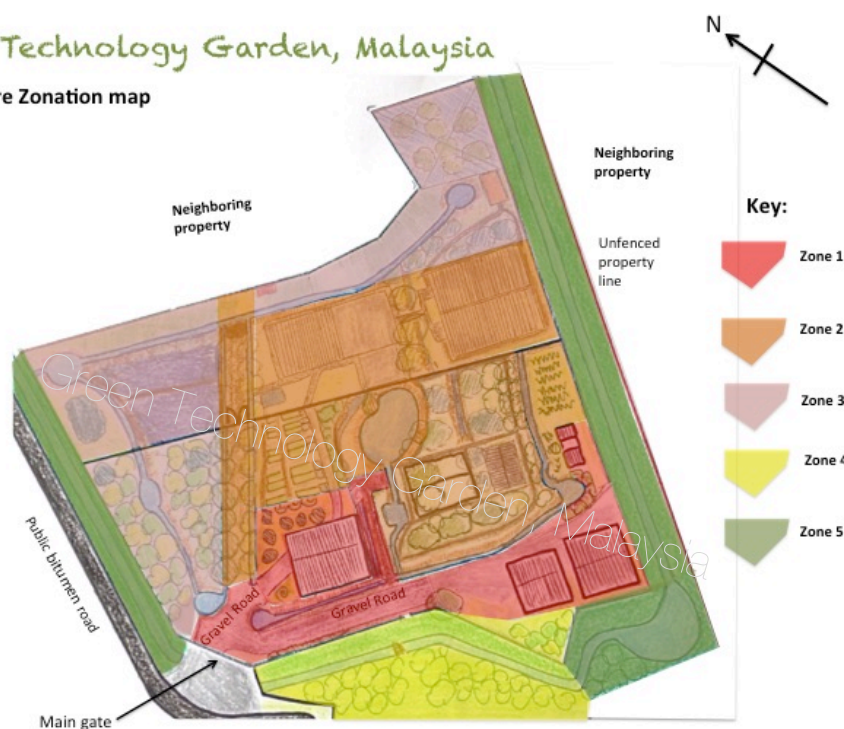 Technology Garden, Malaysia
re Zonation map
N
Neighboring
property
Neighboring
property
Unfenced
property
line
Key:
Zone 1
Zone 2
Zone 3
Zone 4
Zone 5
Green Technology Garden, Malaysia
Public bitumen road
Gravel Road
Gravel Road
Main gate